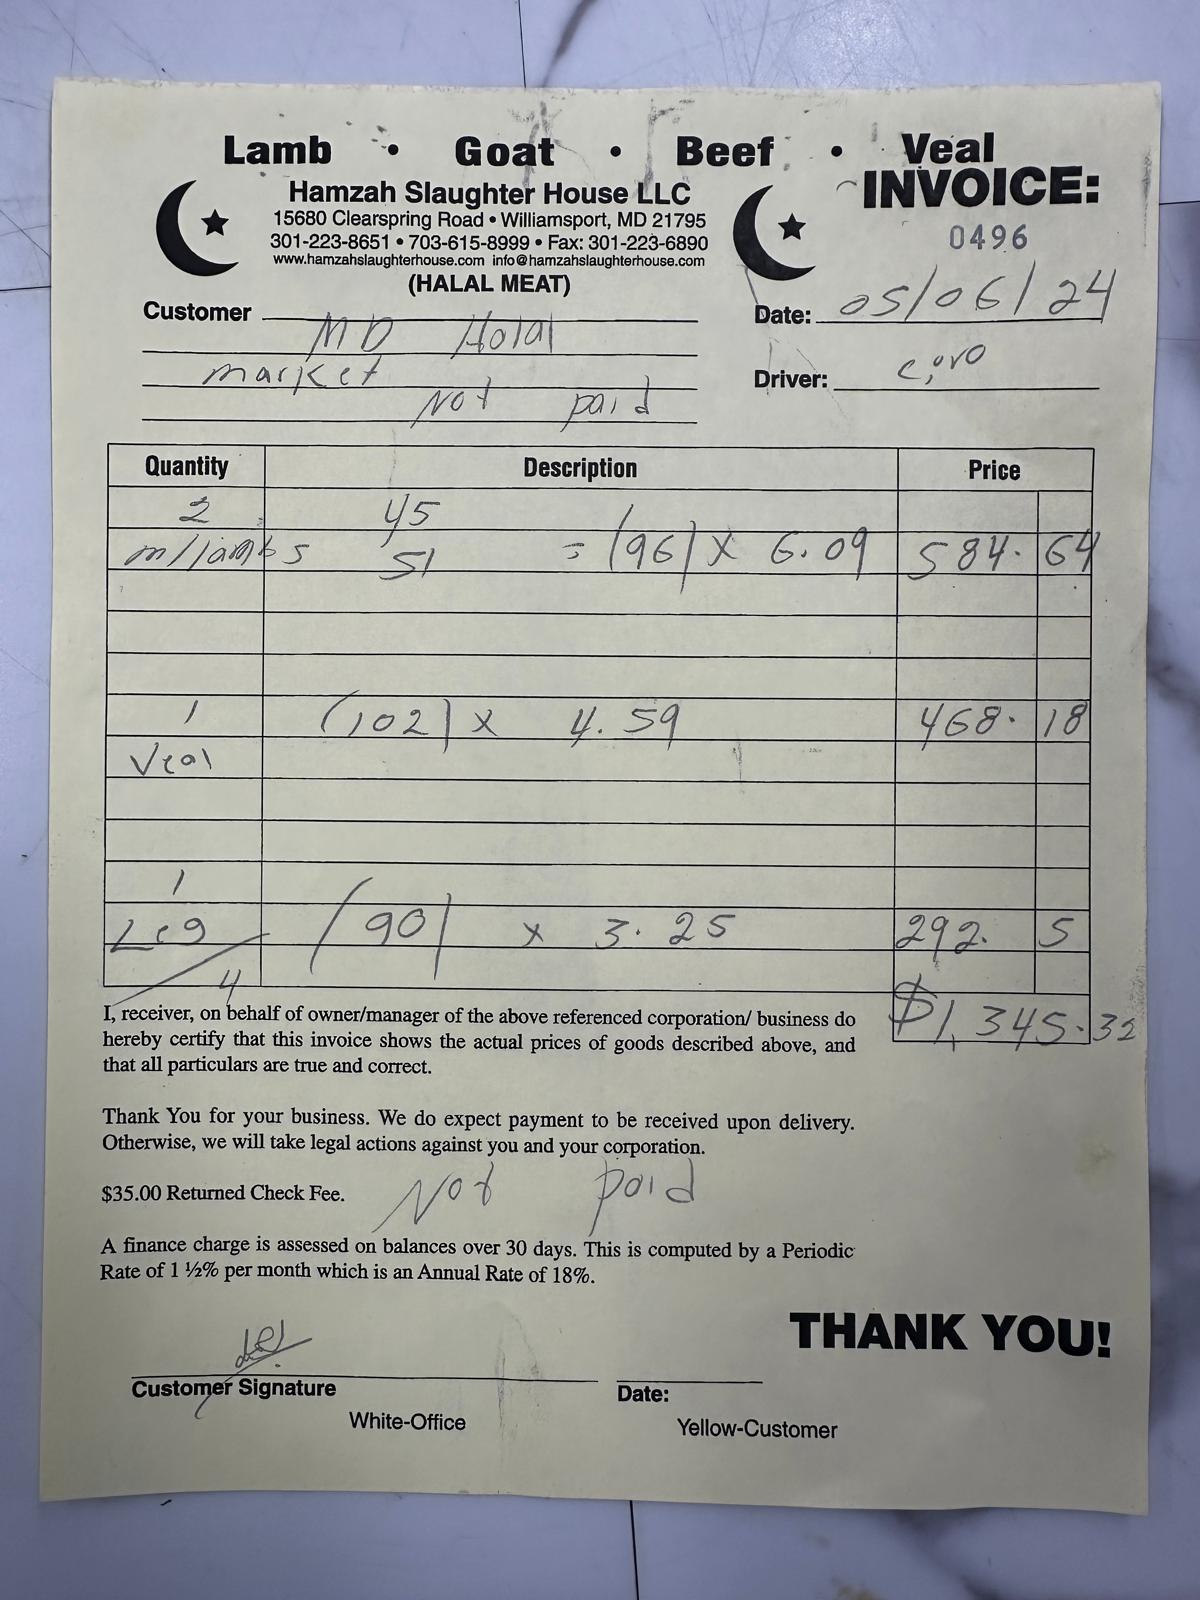 Lamb • Goat • Beef • Veal
INVOICE:
Hamzah Slaughter House LLC
15680 Clearspring Road • Williamsport, MD 21795
0496
301-223-8651 • 703-615-8999 • Fax: 301-223-6890
www.hamzahslaughterhouse.com info@hamzahslaughterhouse.com
(HALAL MEAT)
Customer MD Halal
Date: 05/06/24
market
Driver:
Not paid
Quantity Description Price
2 45
m/lambs 51 = (96) x 6.09 584. 64
1 (102) x 4.59 468. 18
Veal
1
Leg (90) x 3.25 292. 5
4
$1,345.32
I, receiver, on behalf of owner/manager of the above referenced corporation/ business do
hereby certify that this invoice shows the actual prices of goods described above, and
that all particulars are true and correct.
Thank You for your business. We do expect payment to be received upon delivery.
Otherwise, we will take legal actions against you and your corporation.
$35.00 Returned Check Fee. Not paid
A finance charge is assessed on balances over 30 days. This is computed by a Periodic
Rate of 1 ½% per month which is an Annual Rate of 18%.
THANK YOU!
Customer Signature Date:
White-Office Yellow-Customer